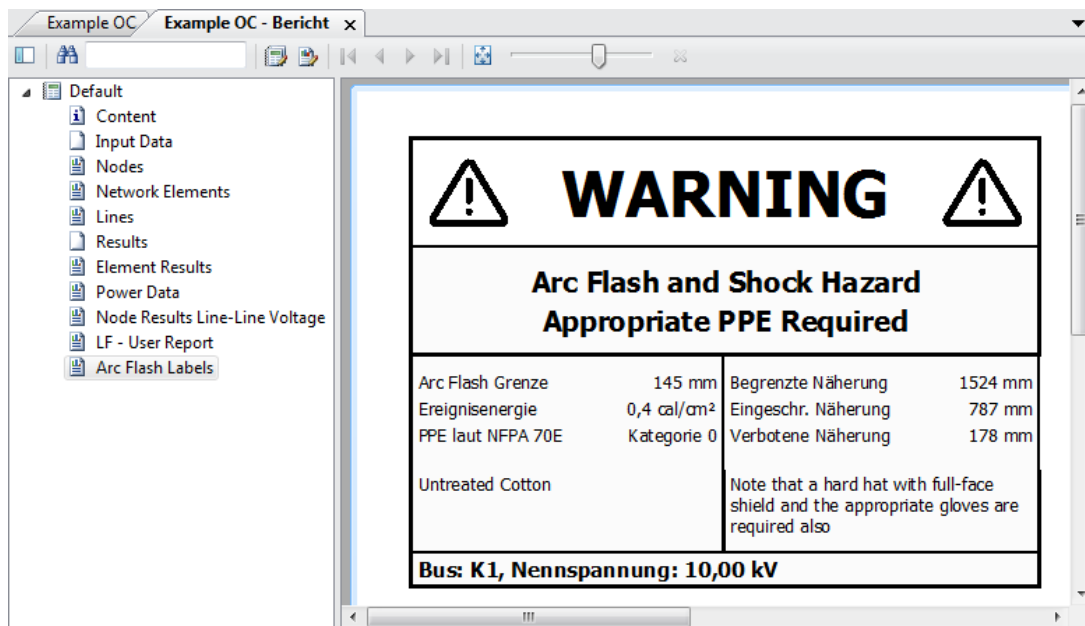 Example OC
Example OC - Bericht
Default
Content
Input Data
Nodes
Network Elements
Lines
Results
Element Results
Power Data
Node Results Line-Line Voltage
LF - User Report
Arc Flash Labels
WARNING
Arc Flash and Shock Hazard
Appropriate PPE Required
Arc Flash Grenze 145 mm
Ereignisenergie 0,4 cal/cm²
PPE laut NFPA 70E Kategorie 0
Untreated Cotton
Begrenzte Näherung 1524 mm
Eingeschr. Näherung 787 mm
Verbotene Näherung 178 mm
Note that a hard hat with full-face
shield and the appropriate gloves are
required also
Bus: K1, Nennspannung: 10,00 kV